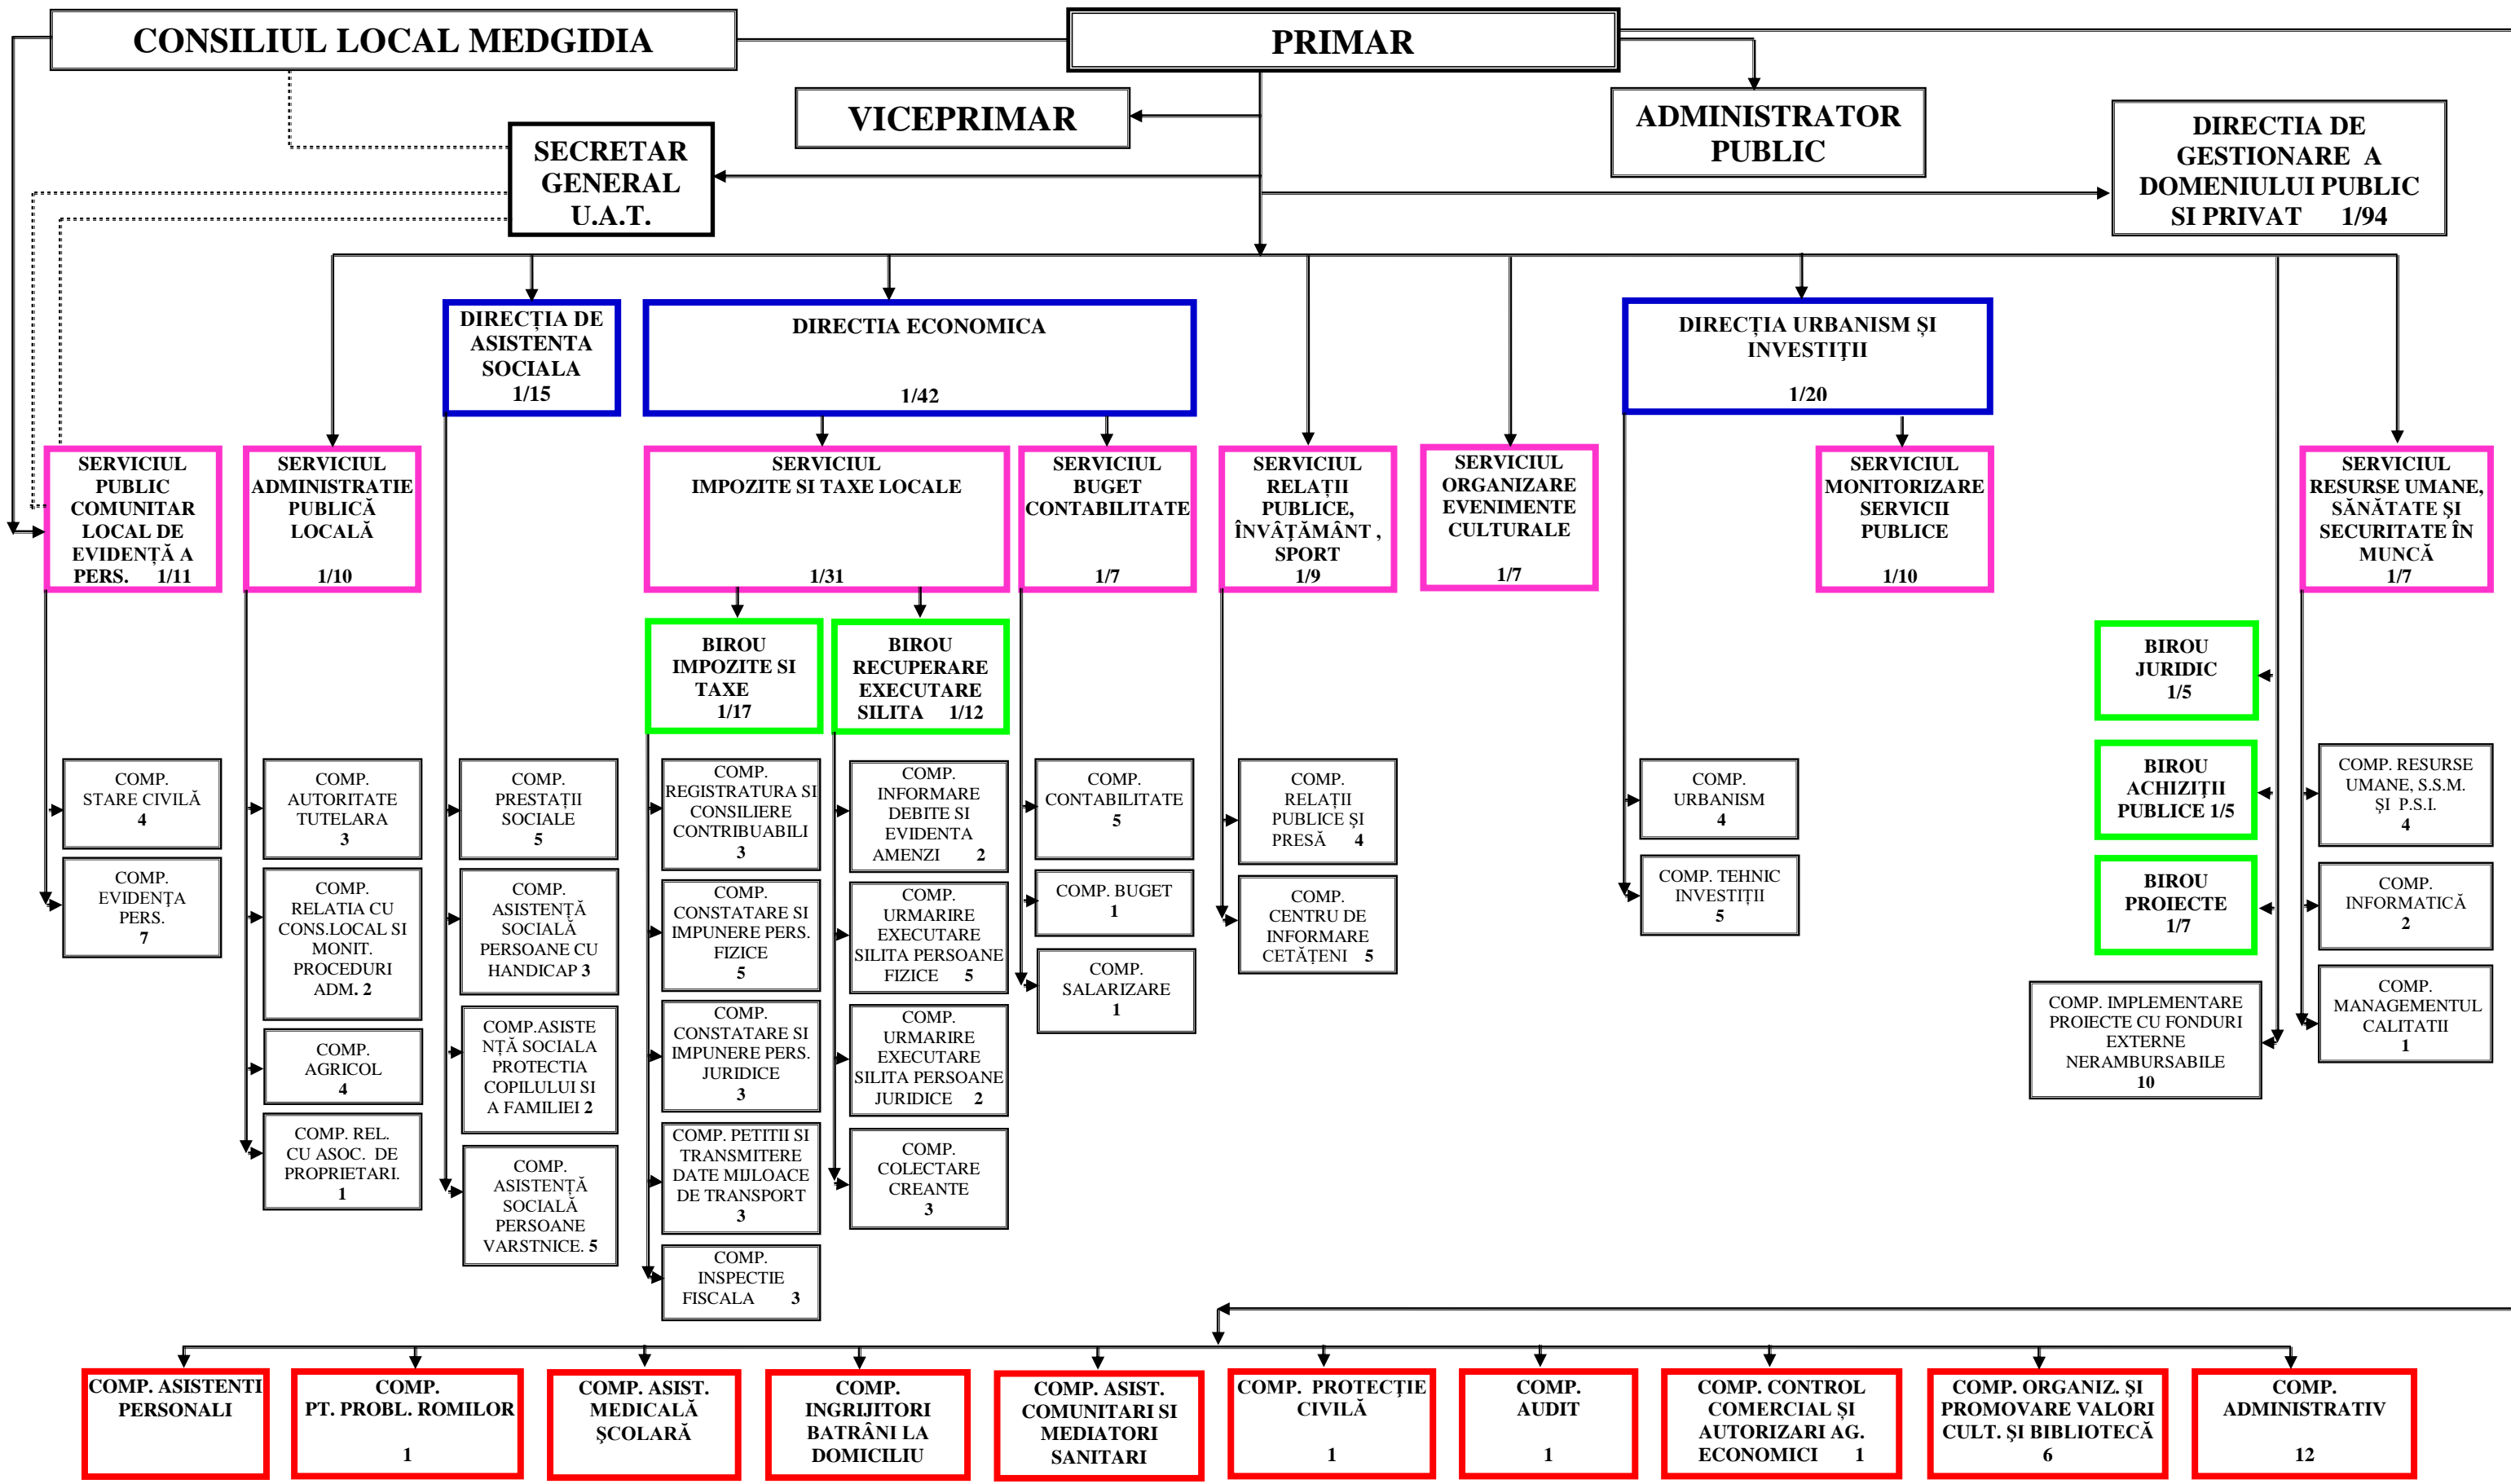 CONSILIUL LOCAL MEDGIDIA
PRIMAR
VICEPRIMAR
ADMINISTRATOR
PUBLIC
DIRECTIA DE
GESTIONARE A
DOMENIULUI PUBLIC
SI PRIVAT 1/94
SECRETAR
GENERAL
U.A.T.
DIRECȚIA DE
ASISTENTA
SOCIALA
1/15
DIRECTIA ECONOMICA
1/42
DIRECȚIA URBANISM ȘI
INVESTIŢII
1/20
SERVICIUL
PUBLIC
COMUNITAR
LOCAL DE
EVIDENȚĂ A
PERS. 1/11
SERVICIUL
ADMINISTRATIE
PUBLICĂ
LOCALĂ
1/10
SERVICIUL
IMPOZITE SI TAXE LOCALE
1/31
SERVICIUL
BUGET
CONTABILITATE
1/7
SERVICIUL
RELAȚII
PUBLICE,
ÎNVĂŢĂMÂNT ,
SPORT
1/9
SERVICIUL
ORGANIZARE
EVENIMENTE
CULTURALE
1/7
SERVICIUL
MONITORIZARE
SERVICII
PUBLICE
1/10
SERVICIUL
RESURSE UMANE,
SĂNĂTATE ŞI
SECURITATE ÎN
MUNCĂ
1/7
BIROU
IMPOZITE SI
TAXE
1/17
BIROU
RECUPERARE
EXECUTARE
SILITA 1/12
BIROU
JURIDIC
1/5
BIROU
ACHIZIŢII
PUBLICE 1/5
BIROU
PROIECTE
1/7
COMP. IMPLEMENTARE
PROIECTE CU FONDURI
EXTERNE
NERAMBURSABILE
10
COMP.
STARE CIVILĂ
4
COMP.
EVIDENȚA
PERS.
7
COMP.
AUTORITATE
TUTELARA
3
COMP.
RELATIA CU
CONS.LOCAL SI
MONIT.
PROCEDURI
ADM. 2
COMP.
AGRICOL
4
COMP. REL.
CU ASOC. DE
PROPRIETARI.
1
COMP.
PRESTAȚII
SOCIALE
5
COMP.
ASISTENȚĂ
SOCIALĂ
PERSOANE CU
HANDICAP 3
COMP.ASISTE
NȚĂ SOCIALA
PROTECTIA
COPILULUI SI
A FAMILIEI 2
COMP.
ASISTENȚĂ
SOCIALĂ
PERSOANE
VARSTNICE. 5
COMP.
REGISTRATURA SI
CONSILIERE
CONTRIBUABILI
3
COMP.
CONSTATARE SI
IMPUNERE PERS.
FIZICE
5
COMP.
CONSTATARE SI
IMPUNERE PERS.
JURIDICE
3
COMP. PETITII SI
TRANSMITERE
DATE MIJLOACE
DE TRANSPORT
3
COMP.
INSPECTIE
FISCALA 3
COMP.
INFORMARE
DEBITE SI
EVIDENTA
AMENZI 2
COMP.
URMARIRE
EXECUTARE
SILITA PERSOANE
FIZICE 5
COMP.
URMARIRE
EXECUTARE
SILITA PERSOANE
JURIDICE 2
COMP.
COLECTARE
CREANTE
3
COMP.
CONTABILITATE
5
COMP. BUGET
1
COMP.
SALARIZARE
1
COMP.
RELAȚII
PUBLICE ŞI
PRESĂ 4
COMP.
CENTRU DE
INFORMARE
CETĂȚENI 5
COMP.
URBANISM
4
COMP. TEHNIC
INVESTIȚII
5
COMP. RESURSE
UMANE, S.S.M.
ŞI P.S.I.
4
COMP.
INFORMATICĂ
2
COMP.
MANAGEMENTUL
CALITATII
1
COMP. ASISTENTI
PERSONALI
COMP.
PT. PROBL. ROMILOR
1
COMP. ASIST.
MEDICALĂ
ŞCOLARĂ
COMP.
INGRIJITORI
BATRÂNI LA
DOMICILIU
COMP. ASIST.
COMUNITARI SI
MEDIATORI
SANITARI
COMP. PROTECȚIE
CIVILĂ
1
COMP.
AUDIT
1
COMP. CONTROL
COMERCIAL ȘI
AUTORIZARI AG.
ECONOMICI 1
COMP. ORGANIZ. ŞI
PROMOVARE VALORI
CULT. ŞI BIBLIOTECĂ
6
COMP.
ADMINISTRATIV
12